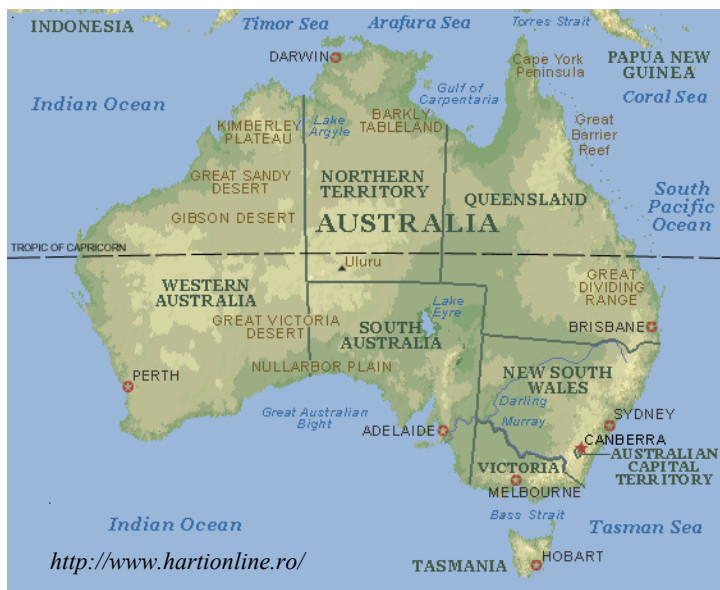 INDONESIA
Timor Sea
Arafura Sea
Torres Strait
DARWIN
Cape York
Peninsula
PAPUA NEW
GUINEA
Indian Ocean
Gulf of
Carpentaria
Coral Sea
KIMBERLEY
PLATEAU
Lake
Argyle
BARKLY
TABLELAND
Great
Barrier
Reef
GREAT SANDY
DESERT
NORTHERN
TERRITORY
QUEENSLAND
South
Pacific
Ocean
GIBSON DESERT
AUSTRALIA
TROPIC OF CAPRICORN
Uluru
WESTERN
AUSTRALIA
GREAT
DIVIDING
RANGE
Lake
Eyre
GREAT VICTORIA
DESERT
SOUTH
AUSTRALIA
BRISBANE
NULLARBOR PLAIN
NEW SOUTH
WALES
PERTH
Darling
Great Australian
Bight
Murray
SYDNEY
ADELAIDE
CANBERRA
AUSTRALIAN
CAPITAL
TERRITORY
VICTORIA
MELBOURNE
Bass Strait
Indian Ocean
Tasman Sea
http://www.hartionline.ro/
TASMANIA
HOBART